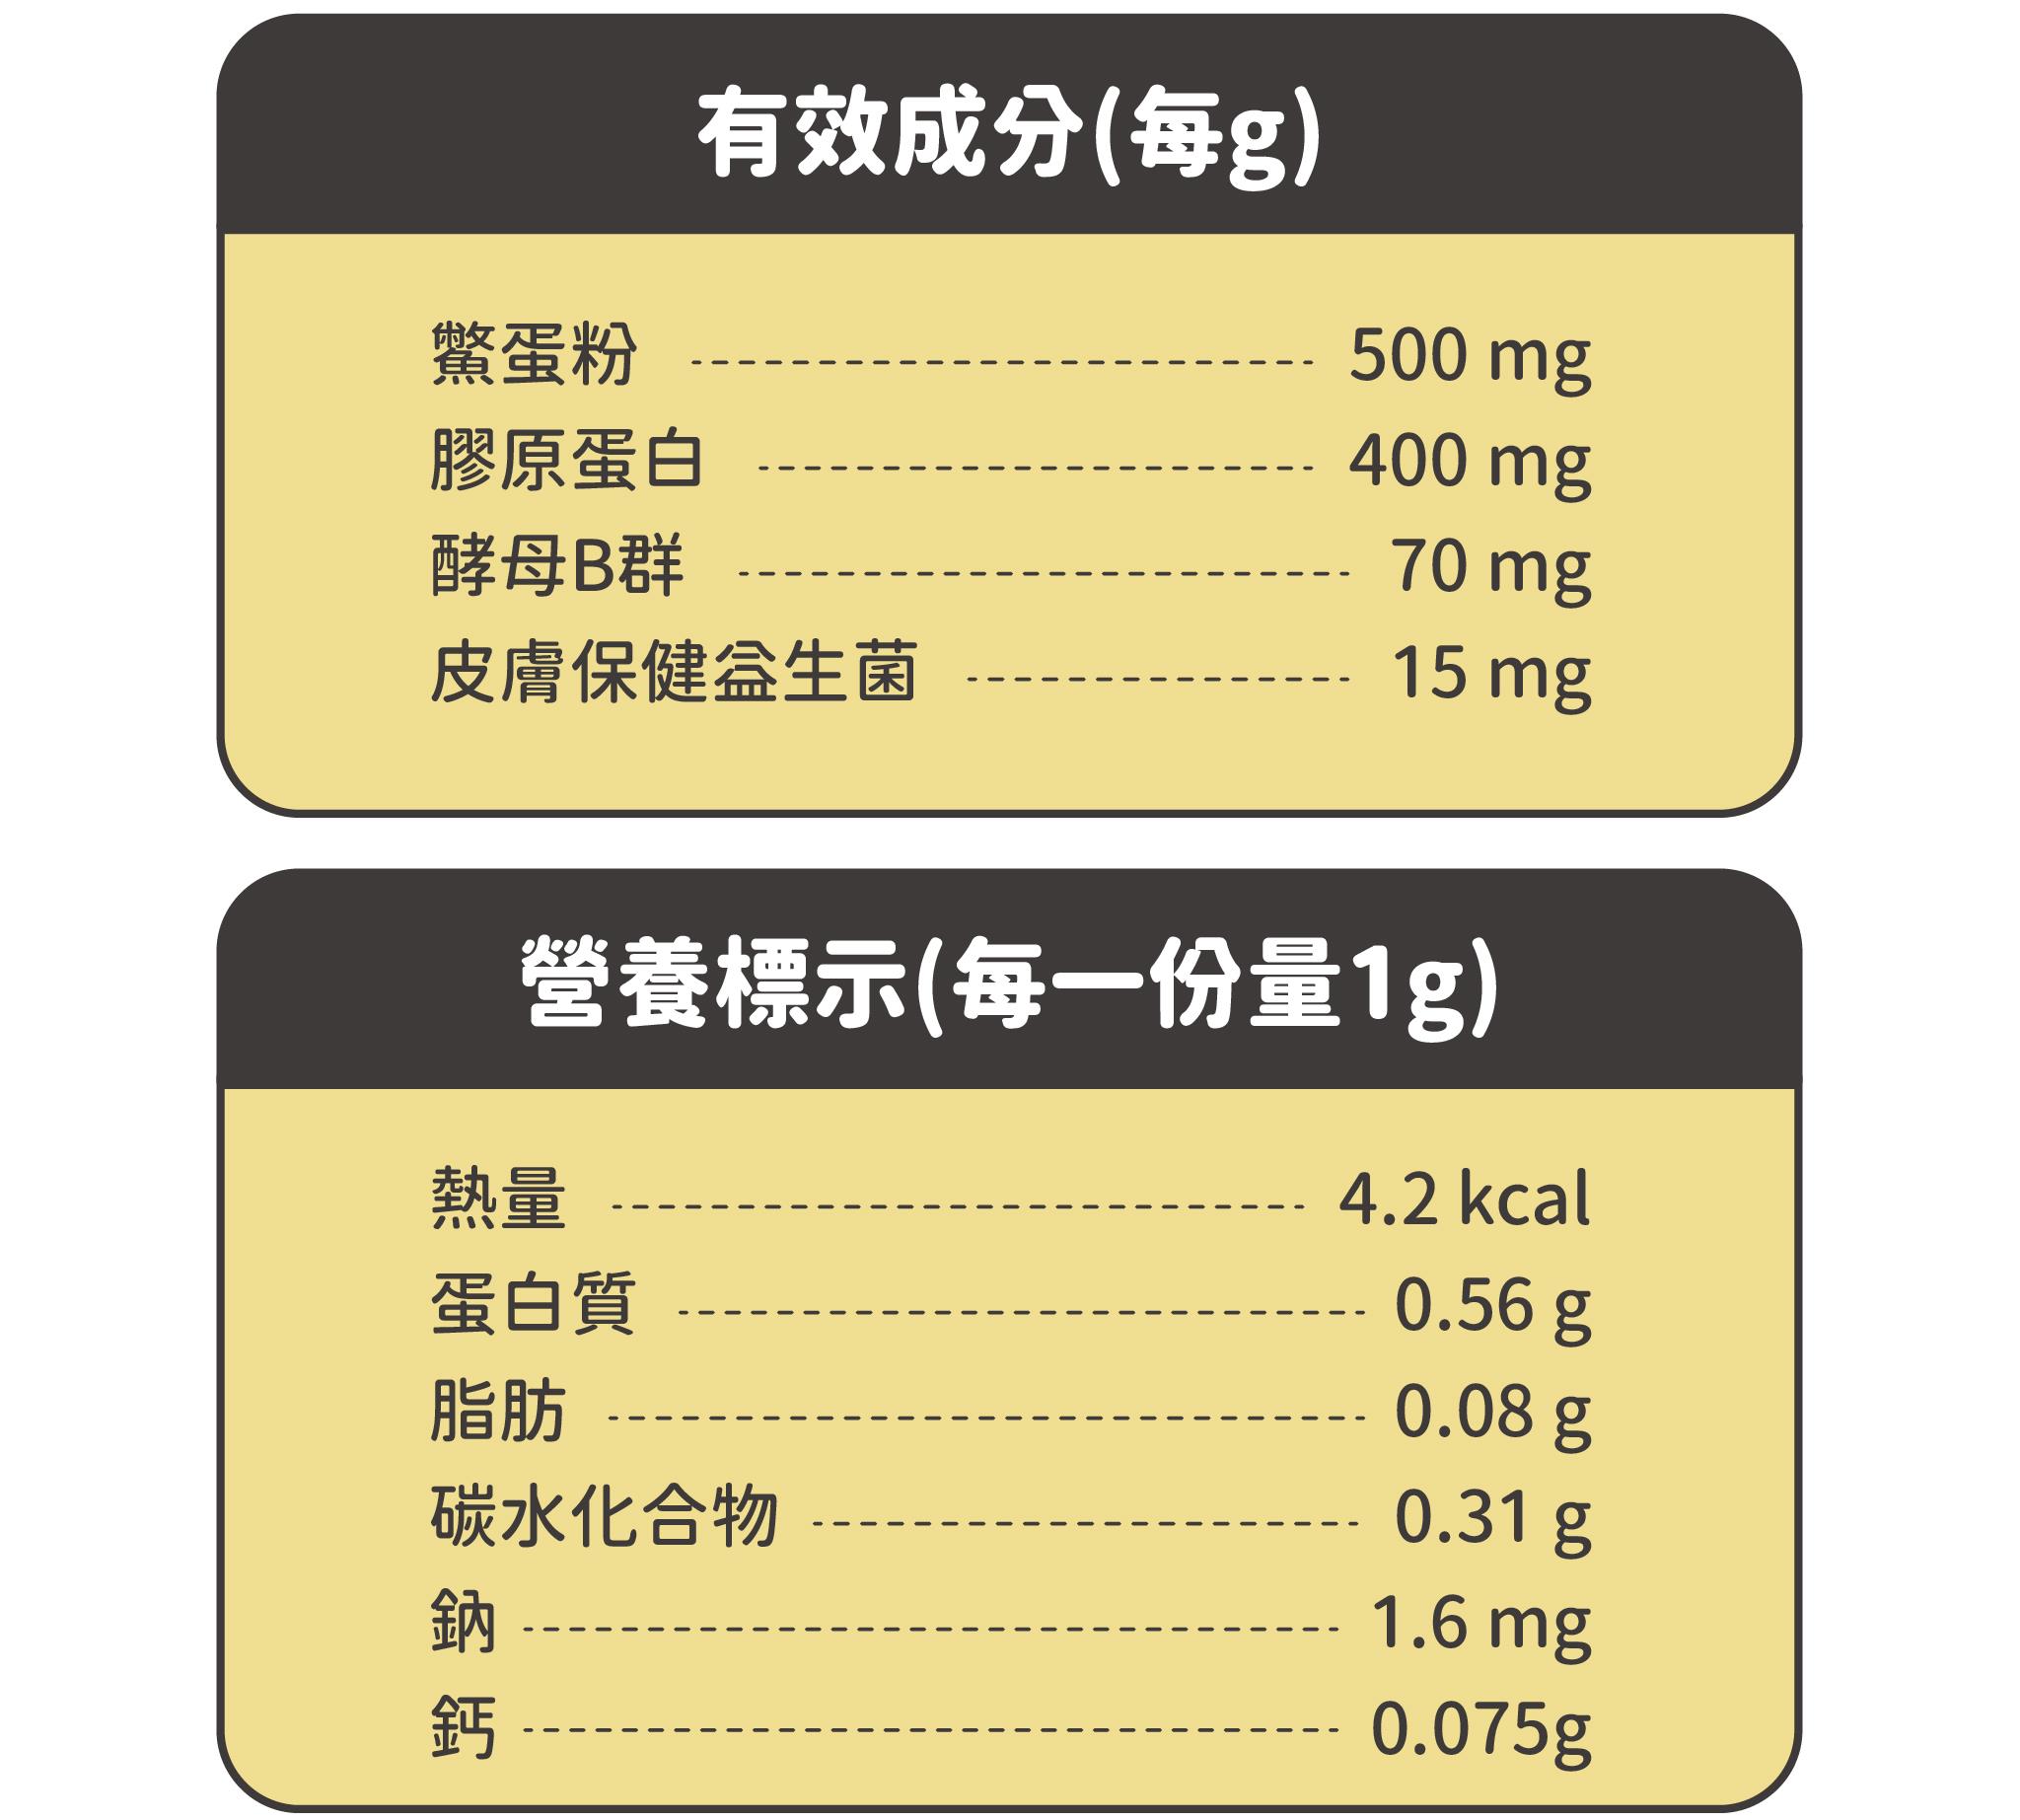 有效成分(每g)
鱉蛋粉 500 mg
膠原蛋白 400 mg
酵母B群 70 mg
皮膚保健益生菌 15 mg
營養標示(每一份量1g)
熱量 4.2 kcal
蛋白質 0.56 g
脂肪 0.08 g
碳水化合物 0.31 g
鈉 1.6 mg
鈣 0.075g